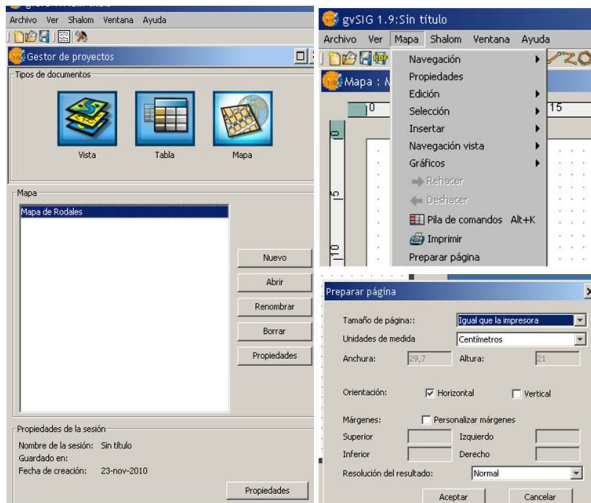 Archivo Ver Shalom Ventana Ayuda
Gestor de proyectos
Tipos de documentos
Vista Tabla Mapa
Mapa
Mapa de Rodales
Nuevo
Abrir
Renombrar
Borrar
Propiedades
Propiedades de la sesión
Nombre de la sesión: Sin título
Guardado en:
Fecha de creación: 23-nov-2010
Propiedades
gvSIG 1.9:Sin título
Archivo Ver Mapa Shalom Ventana Ayuda
Mapa : M
0 15
0
5
10
Navegación
Propiedades
Edición
Selección
Insertar
Navegación vista
Gráficos
Rehacer
Deshacer
Pila de comandos Alt+K
Imprimir
Preparar página
Preparar página
Tamaño de página:: Igual que la impresora
Unidades de medida Centímetros
Anchura: 29,7 Altura: 21
Orientación: Horizontal Vertical
Márgenes: Personalizar márgenes
Superior Izquierdo
Inferior Derecho
Resolución del resultado: Normal
Aceptar Cancelar